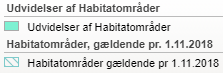 Udvidelser af Habitatområder
Udvidelser af Habitatområder
Habitatområder, gældende pr. 1.11.2018
Habitatområder gældende pr 1.11.2018